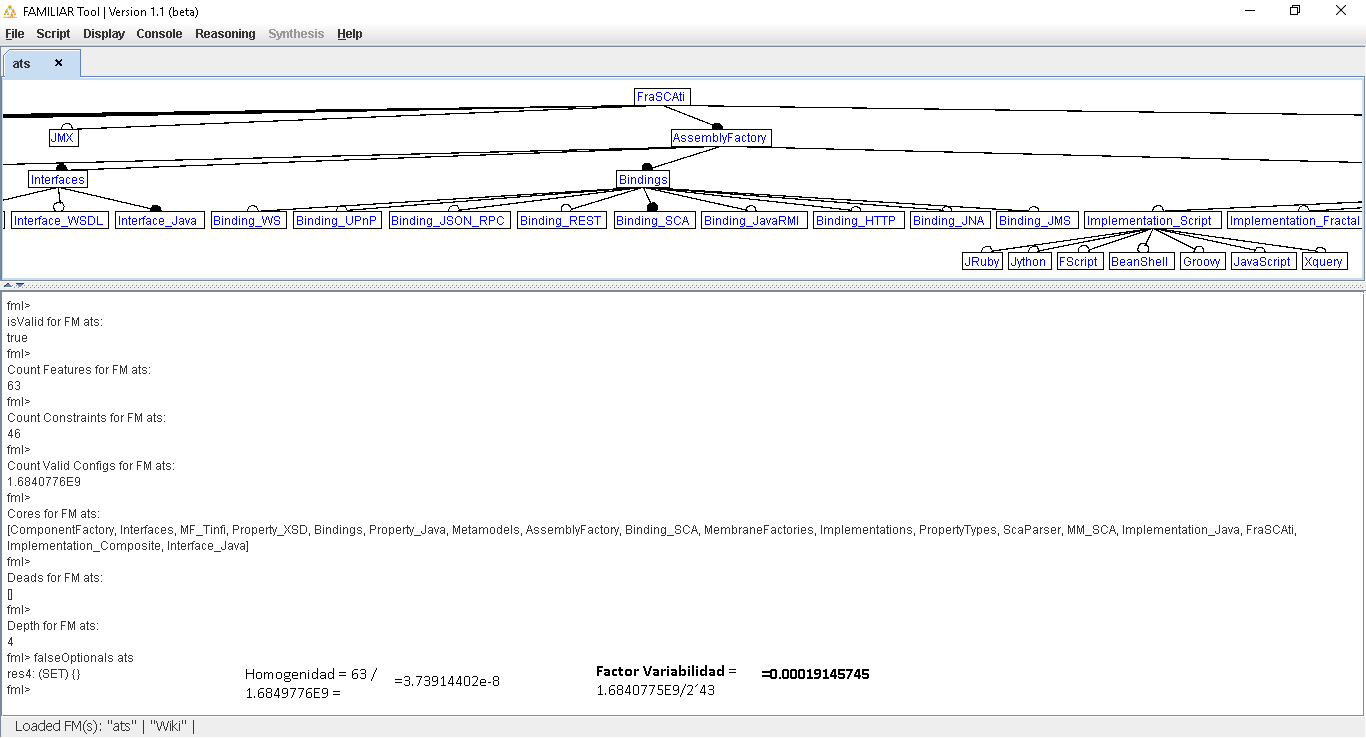 FAMILIAR Tool | Version 1.1 (beta)
File Script Display Console Reasoning Synthesis Help
ats ×
FraSCAti
JMX AssemblyFactory
Interfaces Bindings
Interface_WSDL Interface_Java Binding_WS Binding_UPnP Binding_JSON_RPC Binding_REST Binding_SCA Binding_JavaRMI Binding_HTTP Binding_JNA Binding_JMS Implementation_Script Implementation_Fractal
JRuby Jython FScript BeanShell Groovy JavaScript Xquery
fml>
isValid for FM ats:
true
fml>
Count Features for FM ats:
63
fml>
Count Constraints for FM ats:
46
fml>
Count Valid Configs for FM ats:
1.6840776E9
fml>
Cores for FM ats:
[ComponentFactory, Interfaces, MF_Tinfi, Property_XSD, Bindings, Property_Java, Metamodels, AssemblyFactory, Binding_SCA, MembraneFactories, Implementations, PropertyTypes, ScaParser, MM_SCA, Implementation_Java, FraSCAti,
Implementation_Composite, Interface_Java]
fml>
Deads for FM ats:
[]
fml>
Depth for FM ats:
4
fml> falseOptionals ats
res4: (SET) {}
fml>
Homogenidad = 63 /
1.6849776E9 =
=3.73914402e-8
Factor Variabilidad =
1.6840775E9/2´43
=0.00019145745
Loaded FM(s): "ats" | "Wiki" |